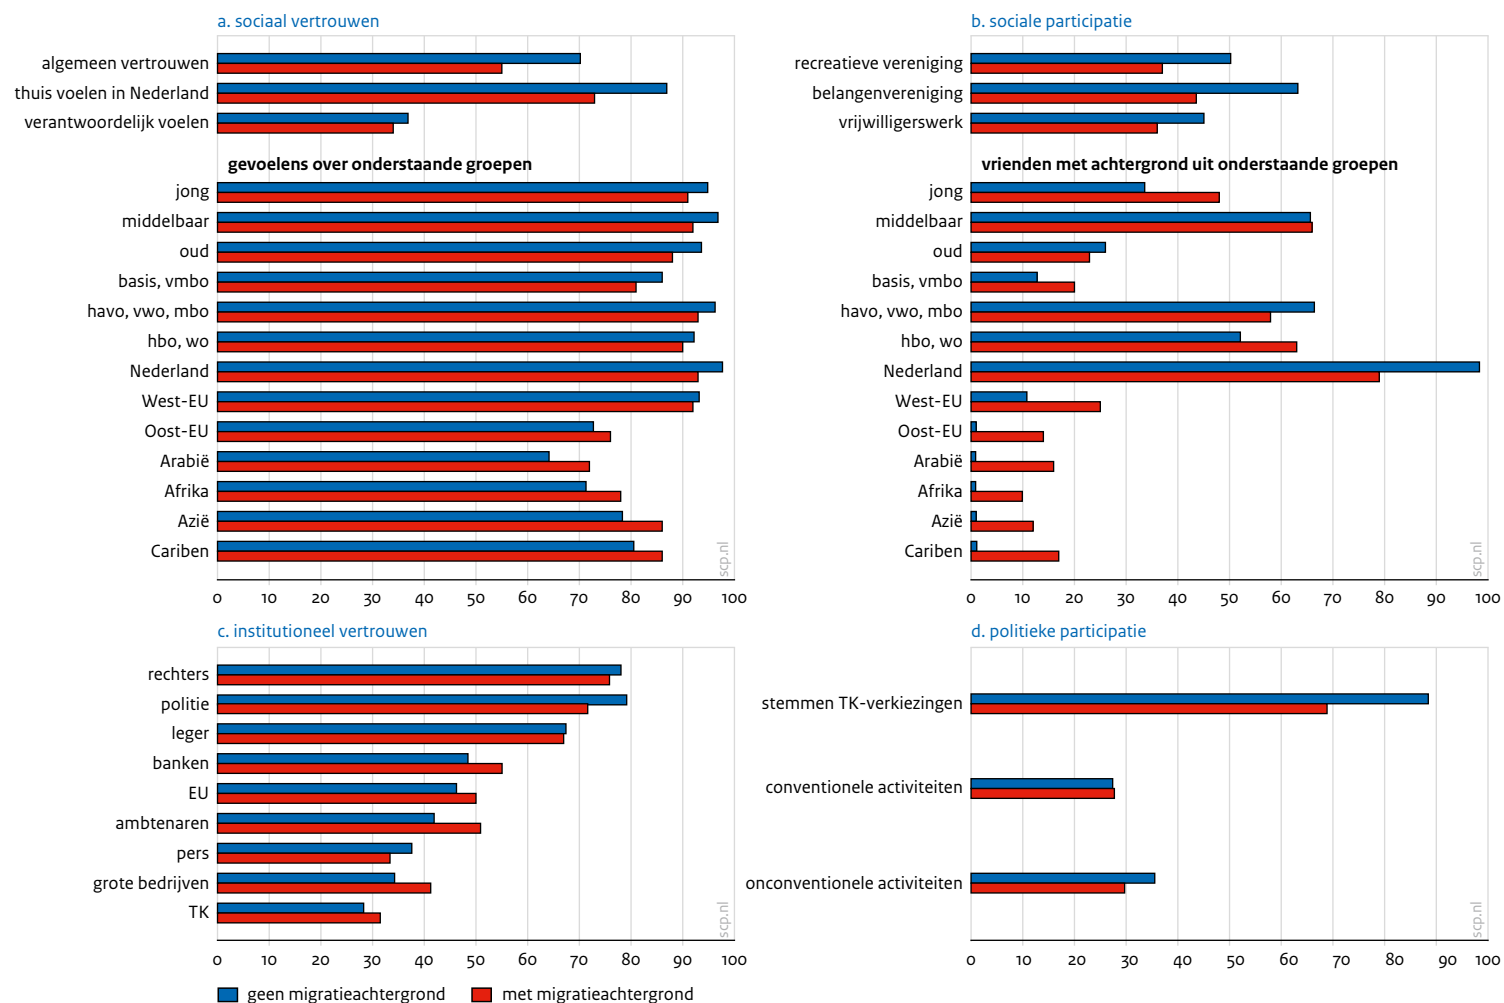 a. sociaal vertrouwen
algemeen vertrouwen
thuis voelen in Nederland
verantwoordelijk voelen
gevoelens over onderstaande groepen
jong
middelbaar
oud
basis, vmbo
havo, vwo, mbo
hbo, wo
Nederland
West-EU
Oost-EU
Arabië
Afrika
Azië
Cariben
scp.nl
0 10 20 30 40 50 60 70 80 90 100
b. sociale participatie
recreatieve vereniging
belangenvereniging
vrijwilligerswerk
vrienden met achtergrond uit onderstaande groepen
jong
middelbaar
oud
basis, vmbo
havo, vwo, mbo
hbo, wo
Nederland
West-EU
Oost-EU
Arabië
Afrika
Azië
Cariben
scp.nl
0 10 20 30 40 50 60 70 80 90 100
c. institutioneel vertrouwen
rechters
politie
leger
banken
EU
ambtenaren
pers
grote bedrijven
TK
scp.nl
0 10 20 30 40 50 60 70 80 90 100
d. politieke participatie
stemmen TK-verkiezingen
conventionele activiteiten
onconventionele activiteiten
scp.nl
0 10 20 30 40 50 60 70 80 90 100
geen migratieachtergrond met migratieachtergrond